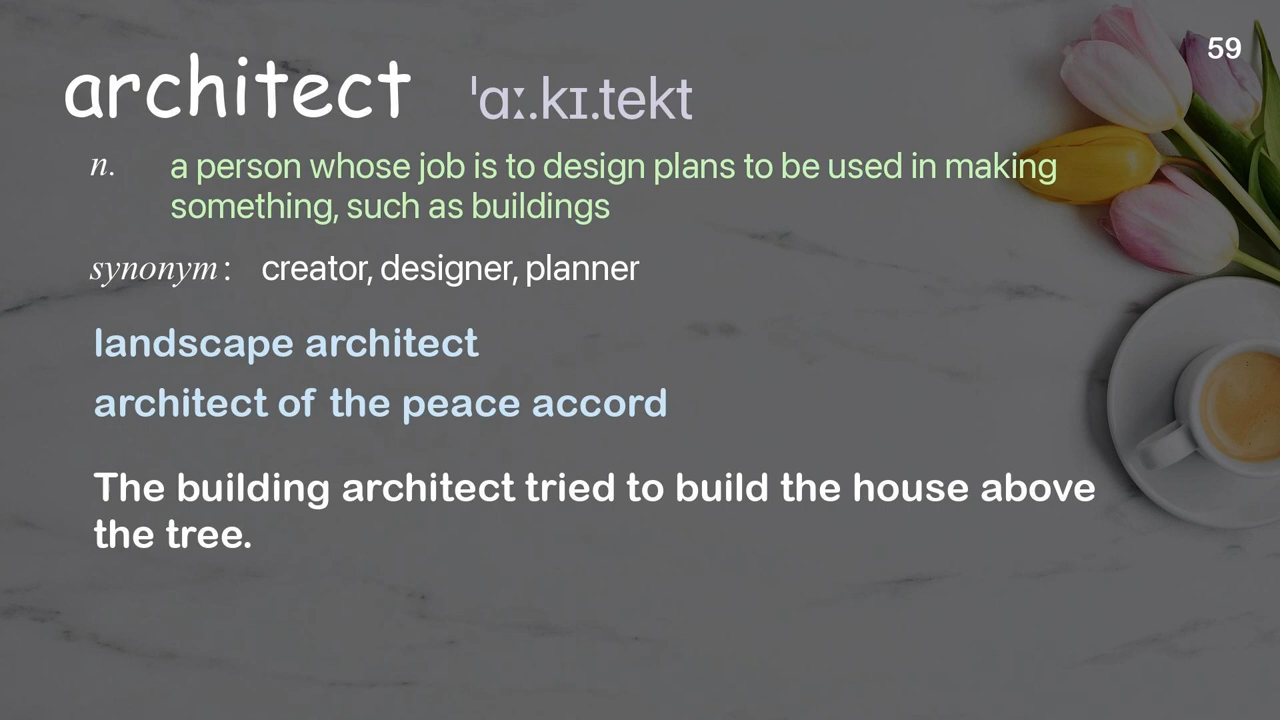 59
architect ˈɑː.kɪ.tekt
n. a person whose job is to design plans to be used in making
something, such as buildings
synonym: creator, designer, planner
landscape architect
architect of the peace accord
The building architect tried to build the house above
the tree.